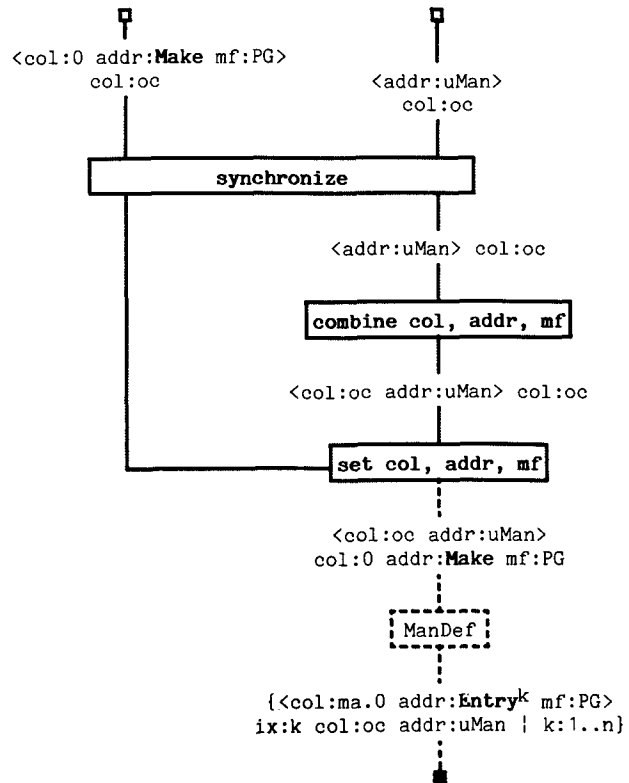 <col:0 addr:Make mf:PG>
col:oc
<addr:uMan>
col:oc
synchronize
<addr:uMan> col:oc
combine col, addr, mf
<col:oc addr:uMan> col:oc
set col, addr, mf
<col:oc addr:uMan>
col:0 addr:Make mf:PG
ManDef
{<col:ma.0 addr:Entryᵏ mf:PG>
ix:k col:oc addr:uMan | k:1..n}